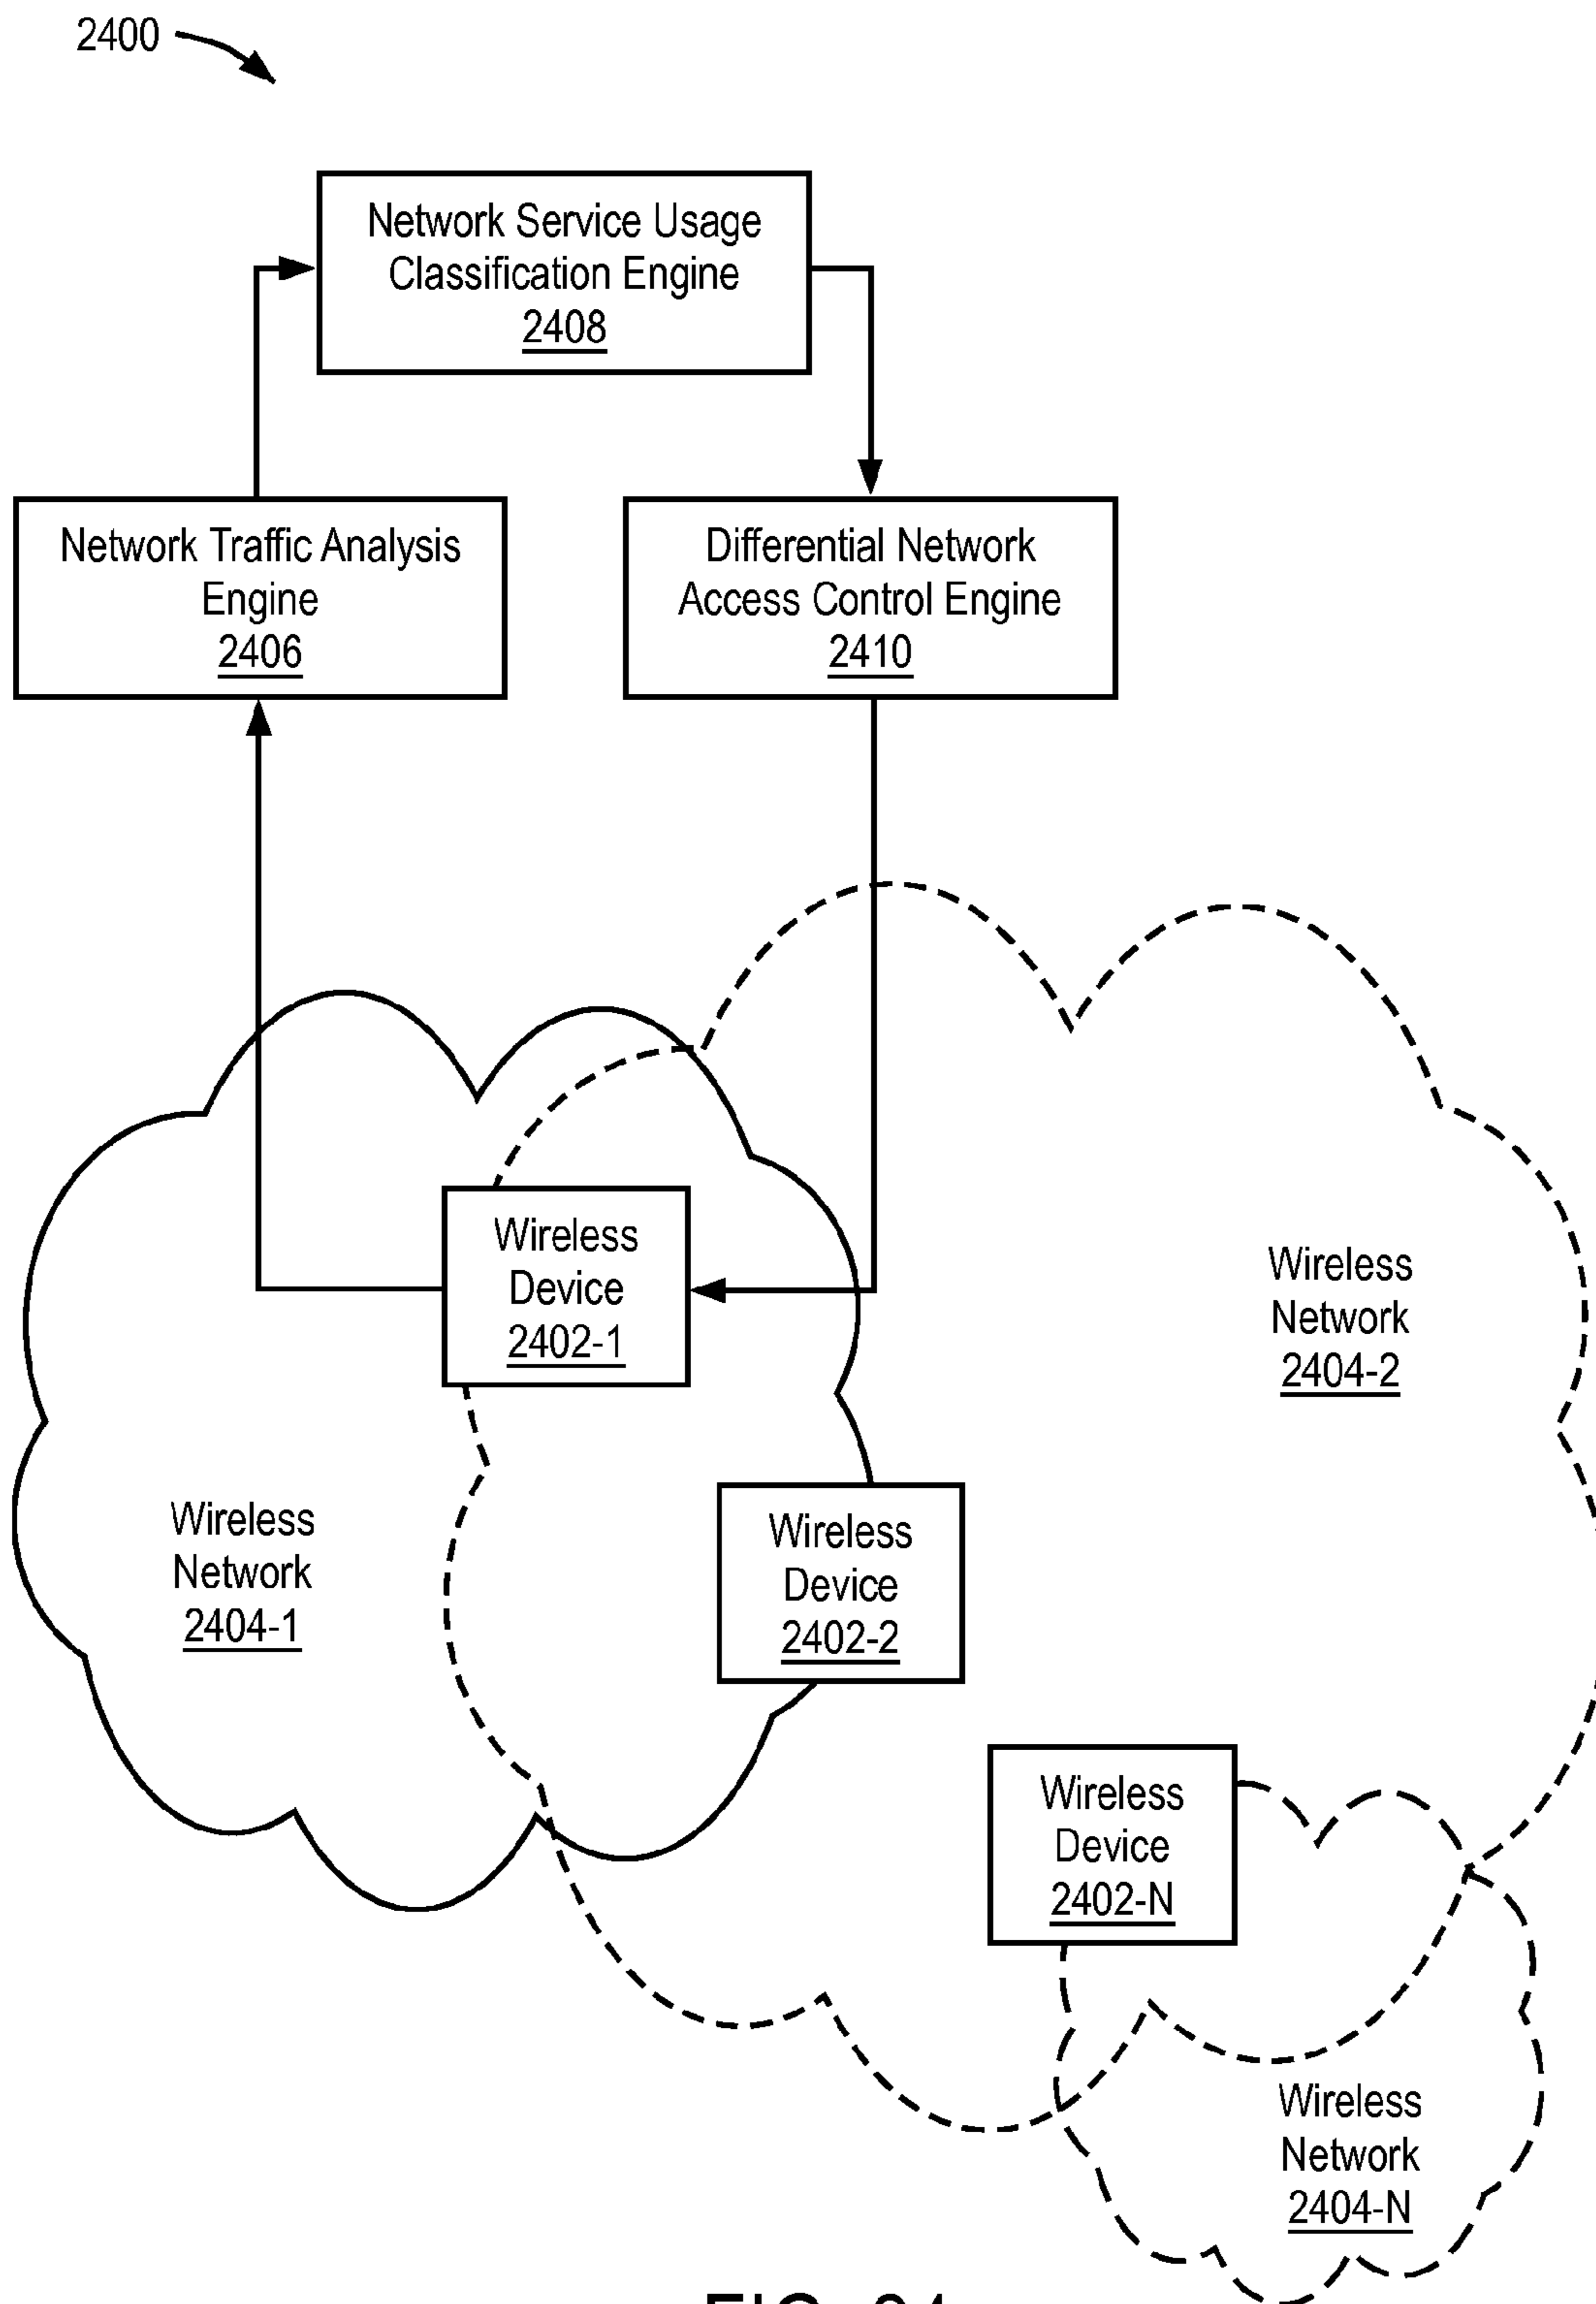 2400
Network Service Usage
Classification Engine
2408
Network Traffic Analysis
Engine
2406
Differential Network
Access Control Engine
2410
Wireless
Device
2402-1
Wireless
Network
2404-2
Wireless
Network
2404-1
Wireless
Device
2402-2
Wireless
Device
2402-N
Wireless
Network
2404-N